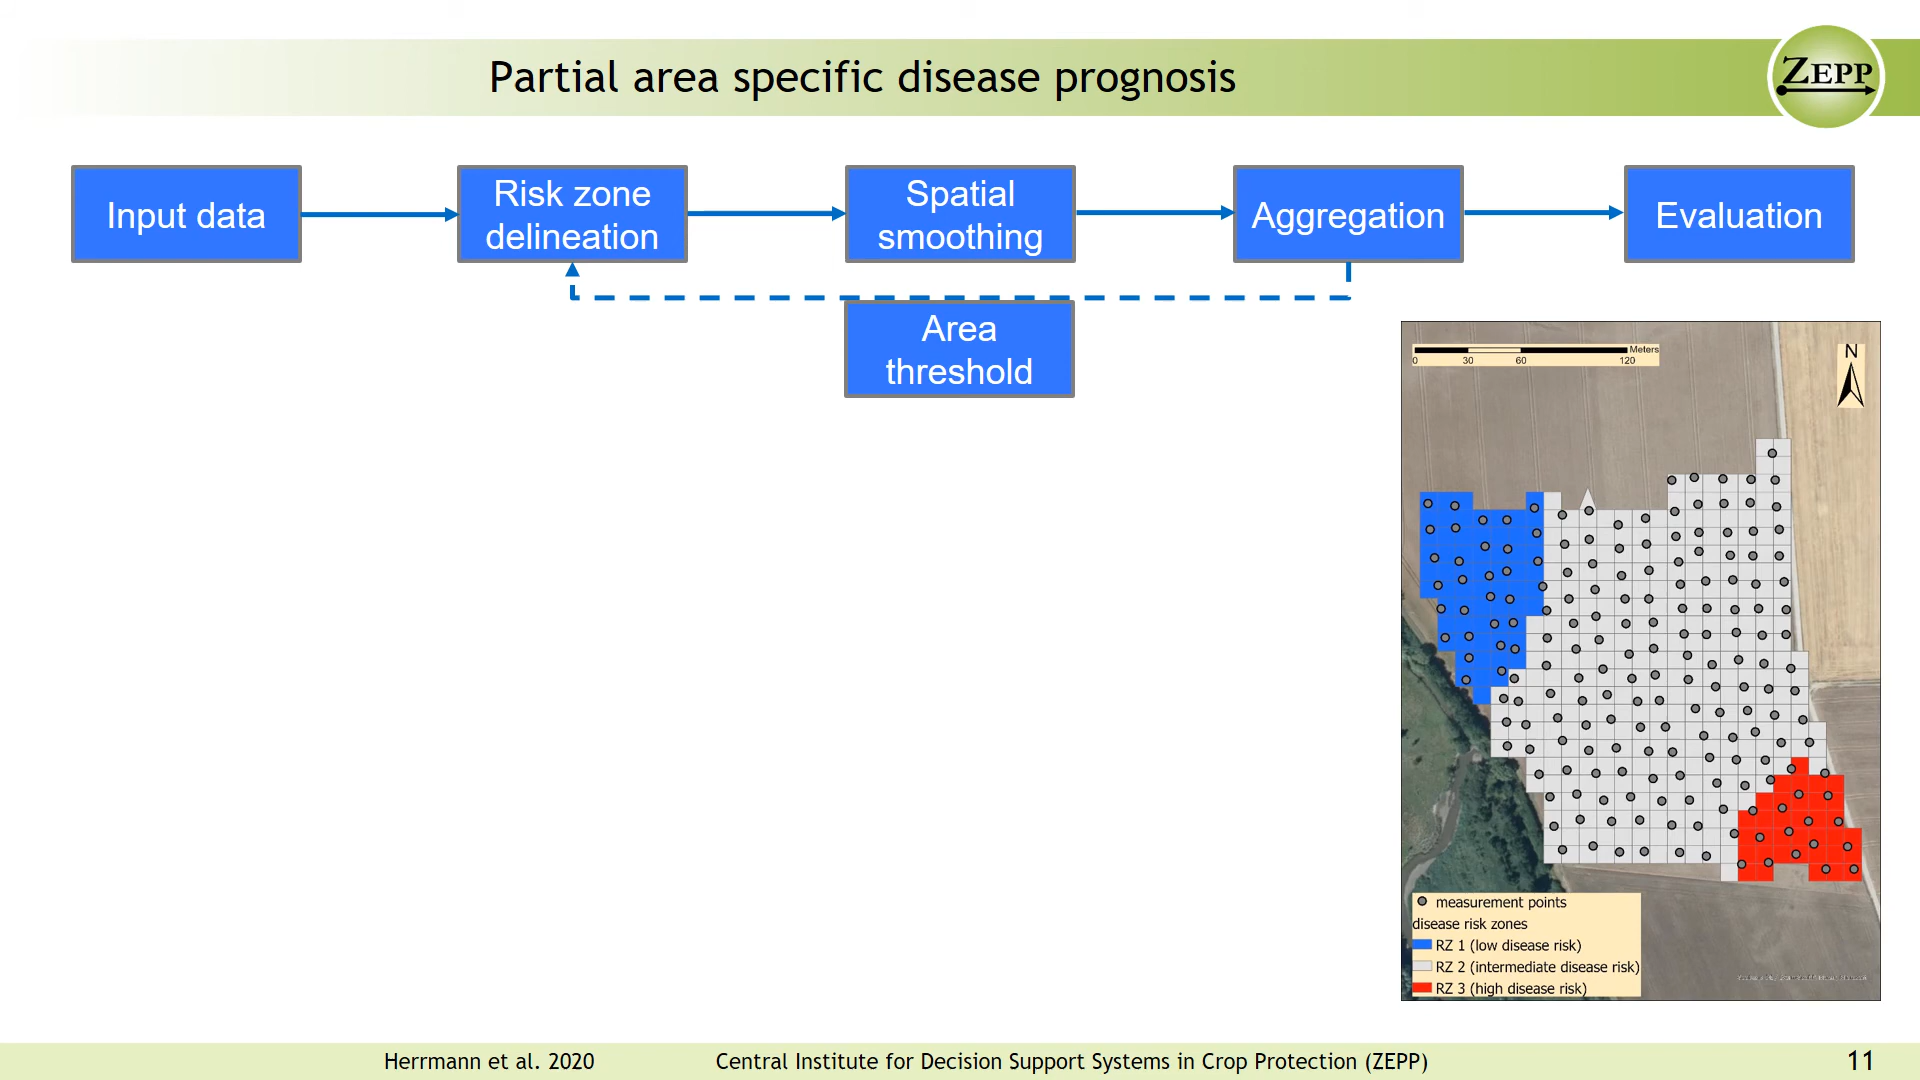 Partial area specific disease prognosis
ZEPP
Input data
Risk zone
delineation
Spatial
smoothing
Aggregation
Evaluation
Area
threshold
Meters
0 30 60 120
N
measurement points
disease risk zones
RZ 1 (low disease risk)
RZ 2 (intermediate disease risk)
RZ 3 (high disease risk)
Herrmann et al. 2020
Central Institute for Decision Support Systems in Crop Protection (ZEPP)
11